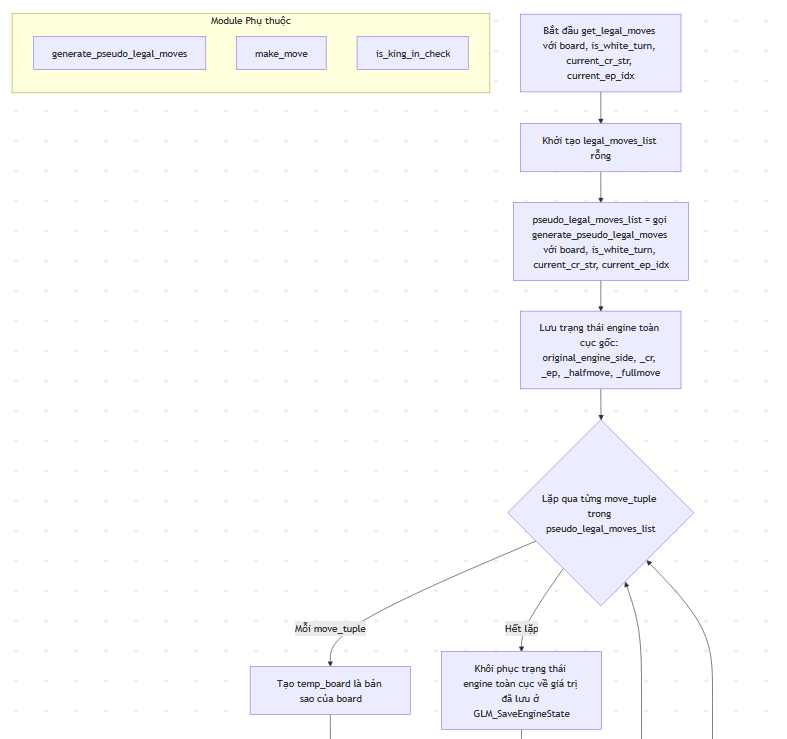 Module Phụ thuộc
generate_pseudo_legal_moves
make_move
is_king_in_check
Bắt đầu get_legal_moves
với board, is_white_turn,
current_cr_str,
current_ep_idx
Khởi tạo legal_moves_list
rỗng
pseudo_legal_moves_list = gọi
generate_pseudo_legal_moves
với board, is_white_turn,
current_cr_str, current_ep_idx
Lưu trạng thái engine toàn
cục gốc:
original_engine_side, _cr,
_ep, _halfmove, _fullmove
Lặp qua từng move_tuple
trong
pseudo_legal_moves_list
Mỗi move_tuple
Hết lặp
Tạo temp_board là bản
sao của board
Khôi phục trạng thái
engine toàn cục về giá trị
đã lưu ở
GLM_SaveEngineState